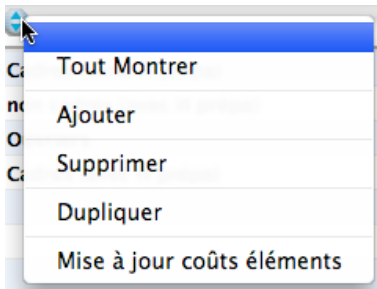 Tout Montrer
Ajouter
Supprimer
Dupliquer
Mise à jour coûts éléments